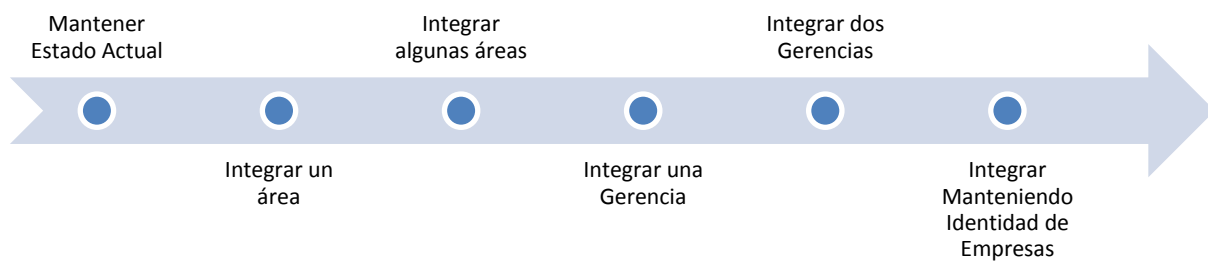 Mantener
Estado Actual
Integrar un
área
Integrar
algunas áreas
Integrar una
Gerencia
Integrar dos
Gerencias
Integrar
Manteniendo
Identidad de
Empresas